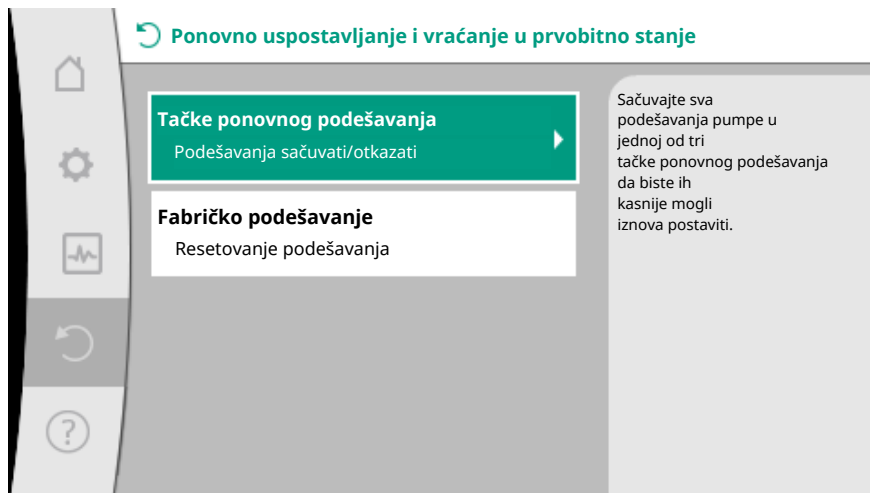 Ponovno uspostavljanje i vraćanje u prvobitno stanje
Tačke ponovnog podešavanja
Podešavanja sačuvati/otkazati
Fabričko podešavanje
Resetovanje podešavanja
Sačuvajte sva
podešavanja pumpe u
jednoj od tri
tačke ponovnog podešavanja
da biste ih
kasnije mogli
iznova postaviti.
?